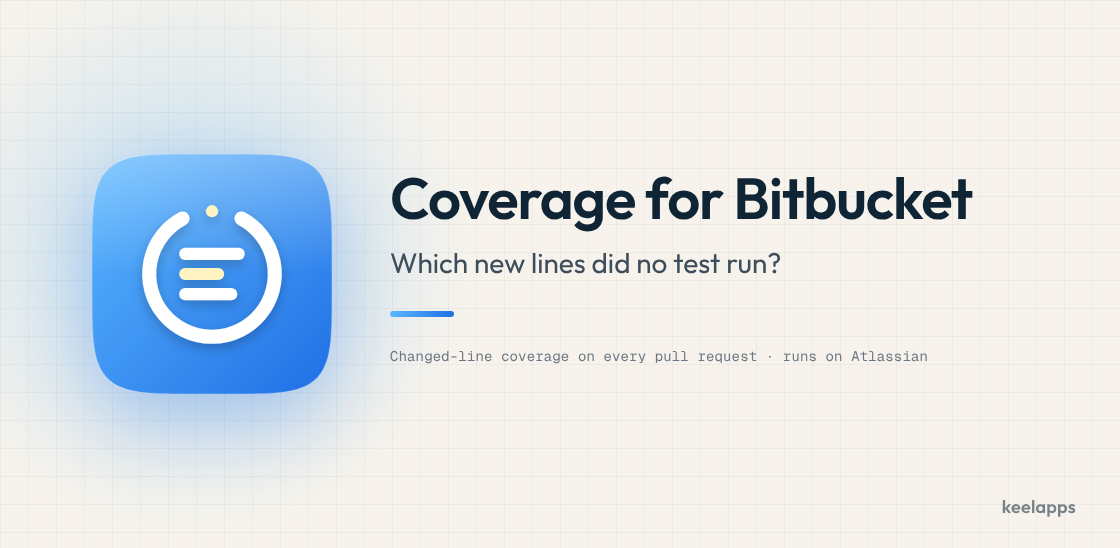 Coverage for Bitbucket
Which new lines did no test run?
Changed-line coverage on every pull request · runs on Atlassian
keelapps